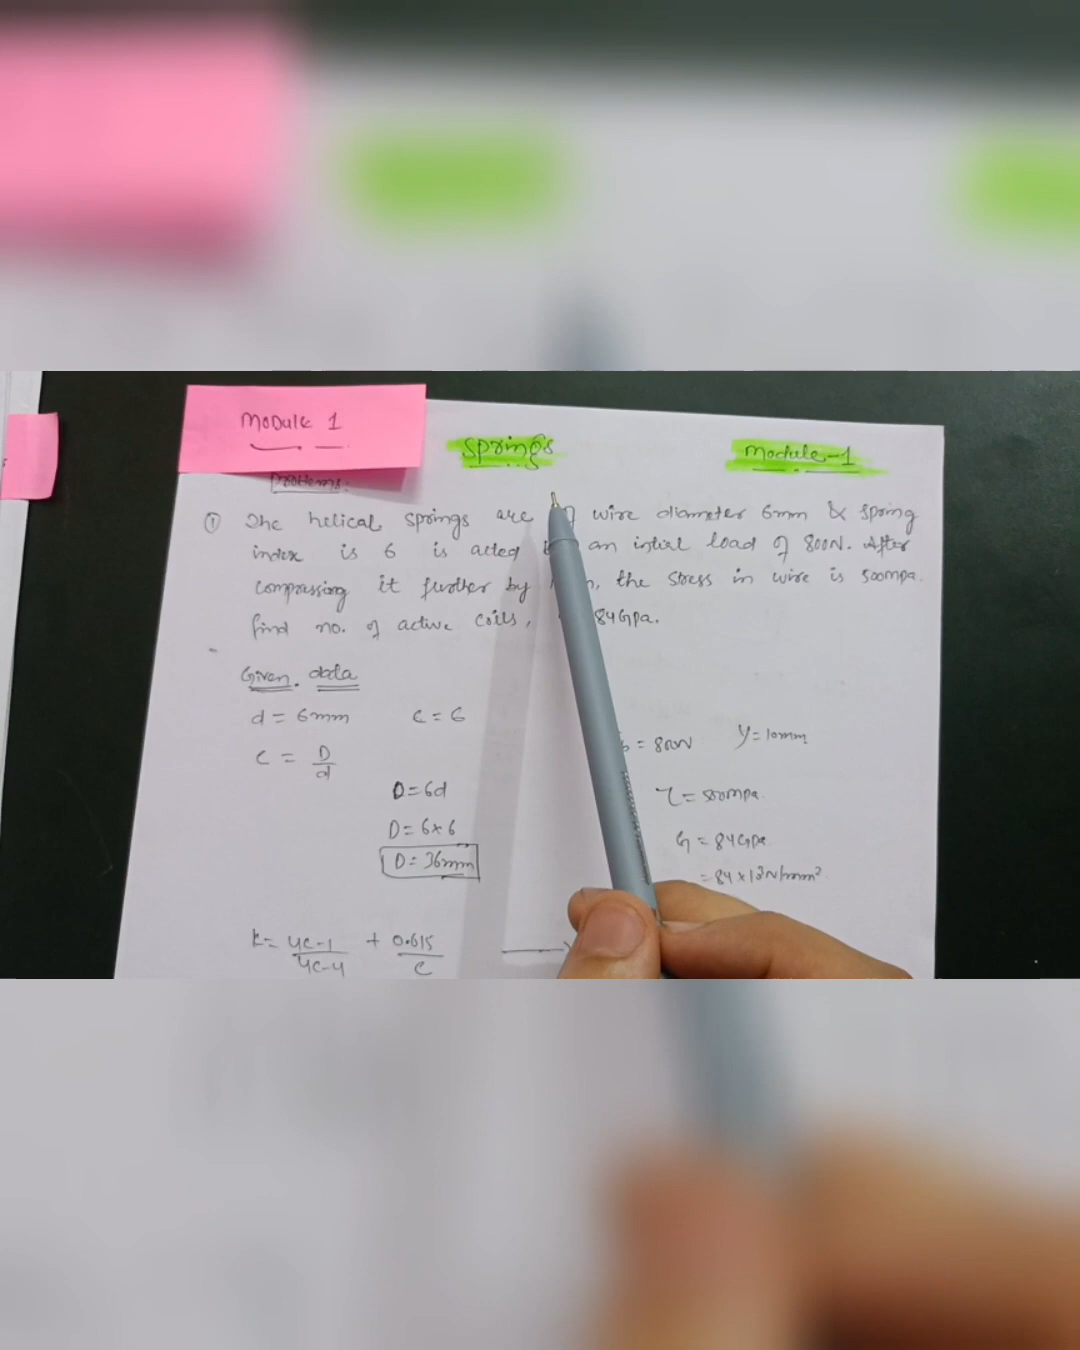 Module 1
Springs
Module-1
Problems:
① The helical springs are wire diameter 6mm & spring
index is 6 is acted an intial load of 800N. After
compressing it further by the stress in wire is 500mpa.
find no. of active coils, 84Gpa.
Given data
d = 6mm C = 6
= 800N y = 10mm
C = D/d
D = 6d
τ = 500mpa.
D = 6×6
G = 84Gpa
D = 36mm
= 84×10³N/mm²
k = 4C-1/4C-4 + 0.615/C